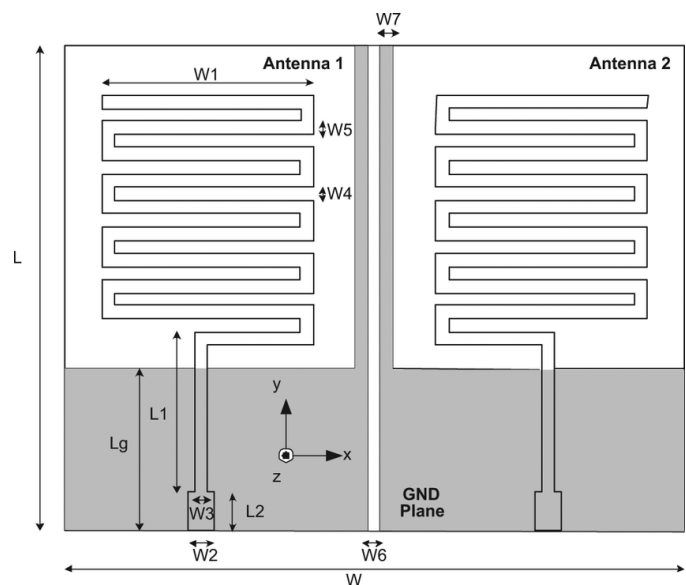 W7
Antenna 1
Antenna 2
W1
W5
W4
L
y
L1
x
Lg
z
GND
Plane
W3
L2
W2
W6
W